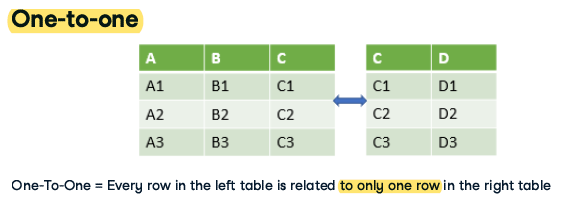 One-to-one
A B C C D
A1 B1 C1 C1 D1
A2 B2 C2 C2 D2
A3 B3 C3 C3 D3
One-To-One = Every row in the left table is related to only one row in the right table